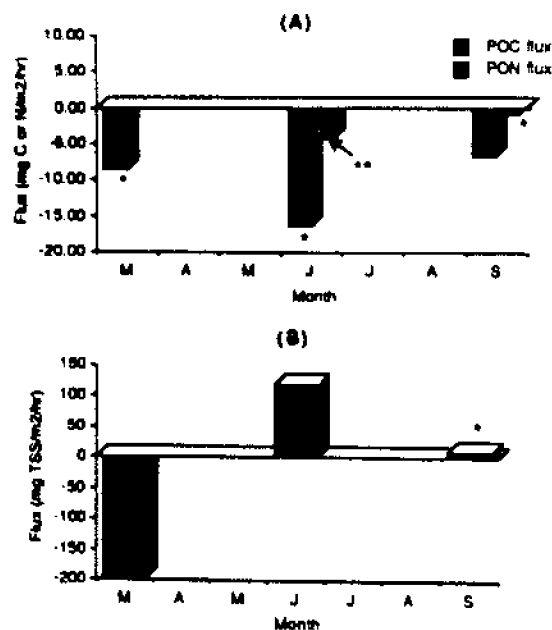 (A)
10.00
5.00
0.00
-5.00
-10.00
-15.00
-20.00
Flux (mg C or N/m2/hr)
POC flux
PON flux
*
**
*
*
M A M J J A S
Month
(B)
150
100
50
0
-50
-100
-150
-200
Flux (mg TSS/m2/hr)
*
M A M J J A S
Month